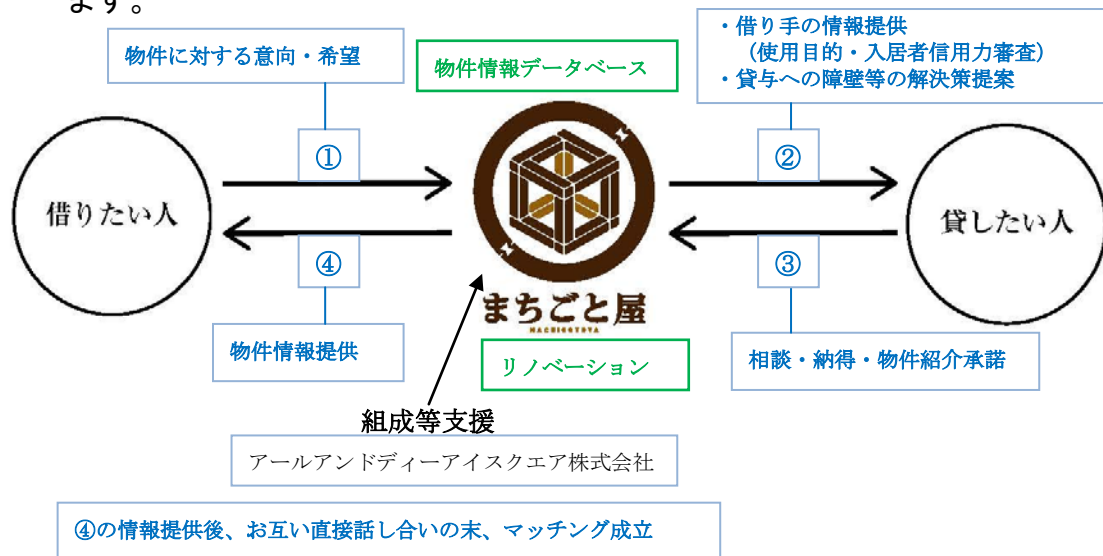 ます。
物件に対する意向・希望
物件情報データベース
・借り手の情報提供
（使用目的・入居者信用力審査）
・貸与への障壁等の解決策提案
①
②
借りたい人
貸したい人
④
③
まちごと屋
MACHIGOTOYA
物件情報提供
リノベーション
相談・納得・物件紹介承諾
組成等支援
アールアンドディーアイスクエア株式会社
④の情報提供後、お互い直接話し合いの末、マッチング成立